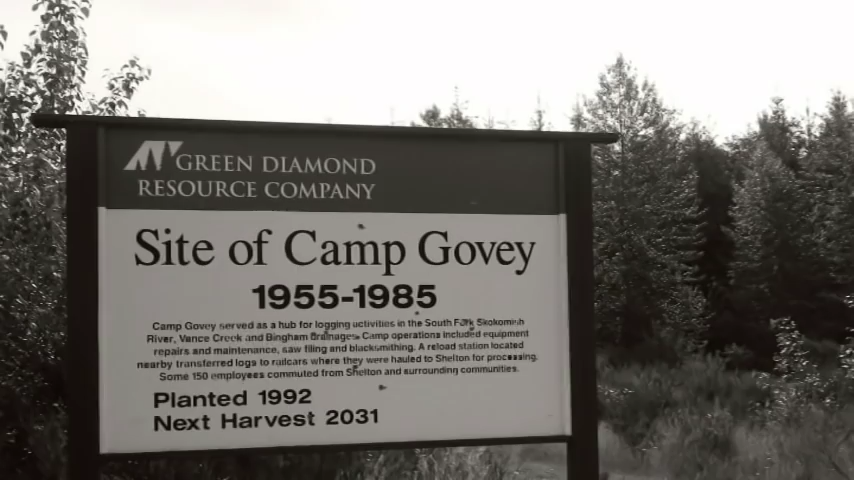 GREEN DIAMOND
RESOURCE COMPANY
Site of Camp Govey
1955-1985
Camp Govey served as a hub for logging activities in the South Fork Skokomish
River, Vance Creek and Bingham Drainages. Camp operations included equipment
repairs and maintenance, saw filing and blacksmithing. A reload station located
nearby transferred logs to railcars where they were hauled to Shelton for processing.
Some 150 employees commuted from Shelton and surrounding communities.
Planted 1992
Next Harvest 2031